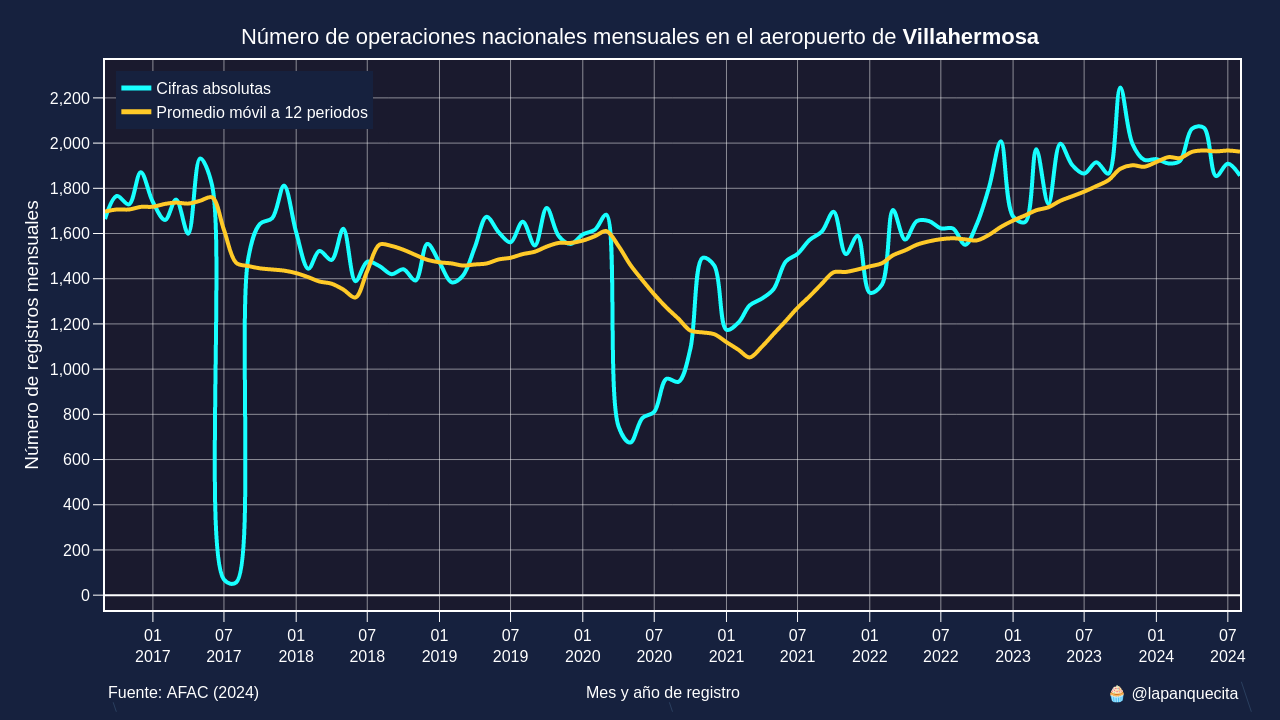 Número de operaciones nacionales mensuales en el aeropuerto de Villahermosa
Cifras absolutas
Promedio móvil a 12 periodos
Número de registros mensuales
2,200
2,000
1,800
1,600
1,400
1,200
1,000
800
600
400
200
0
01 07 01 07 01 07 01 07 01 07 01 07 01 07 01 07
2017 2017 2018 2018 2019 2019 2020 2020 2021 2021 2022 2022 2023 2023 2024 2024
Fuente: AFAC (2024)
Mes y año de registro
🧁 @lapanquecita